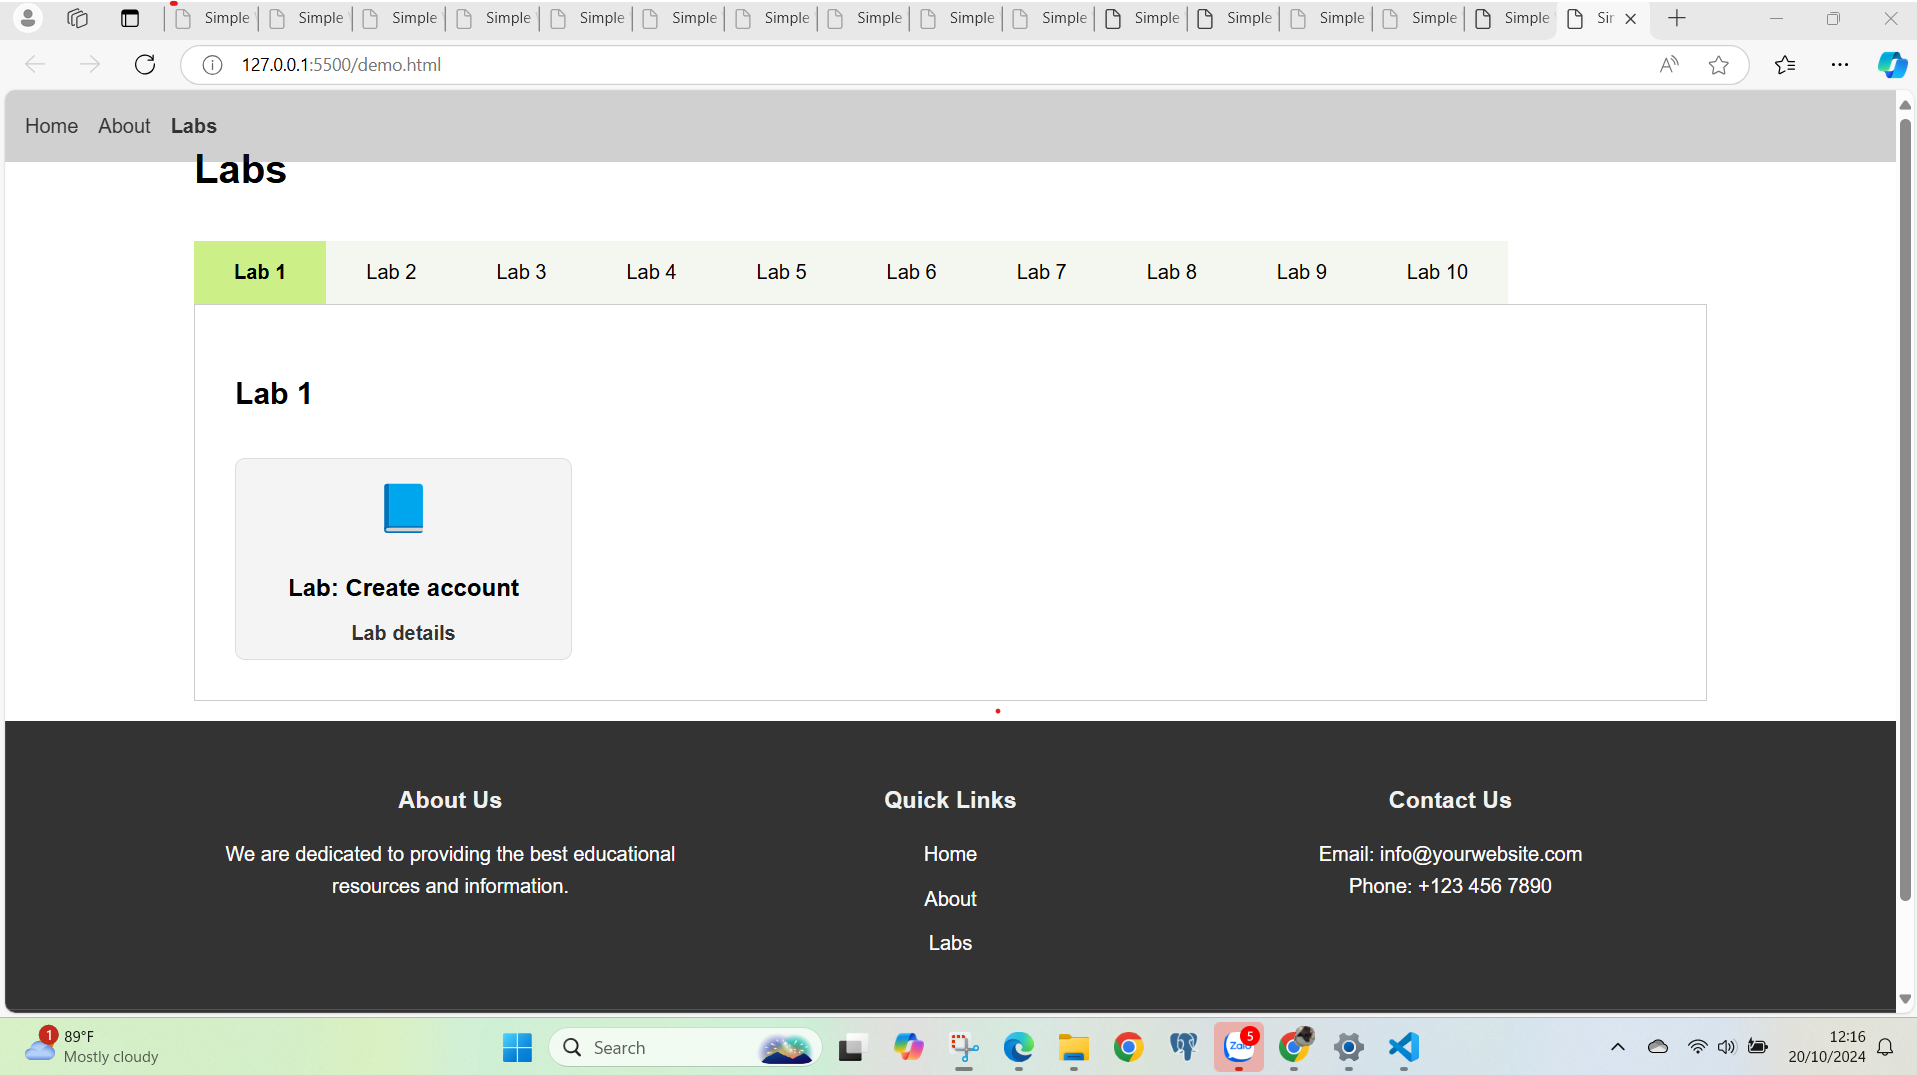 Simple Simple Simple Simple Simple Simple Simple Simple Simple Simple Simple Simple Simple Simple Simple Sir
127.0.0.1:5500/demo.html
Home About Labs
Labs
Lab 1 Lab 2 Lab 3 Lab 4 Lab 5 Lab 6 Lab 7 Lab 8 Lab 9 Lab 10
Lab 1
Lab: Create account
Lab details
About Us Quick Links Contact Us
We are dedicated to providing the best educational Home Email: info@yourwebsite.com
resources and information. About Phone: +123 456 7890
Labs
1 89°F Search Zalo 5 12:16
Mostly cloudy 20/10/2024